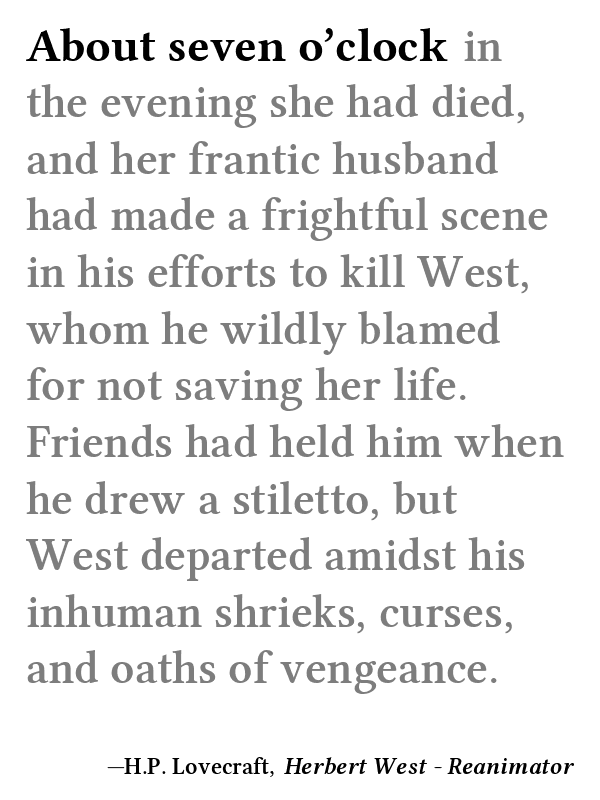 About seven o’clock in
the evening she had died,
and her frantic husband
had made a frightful scene
in his efforts to kill West,
whom he wildly blamed
for not saving her life.
Friends had held him when
he drew a stiletto, but
West departed amidst his
inhuman shrieks, curses,
and oaths of vengeance.
—H.P. Lovecraft, Herbert West - Reanimator